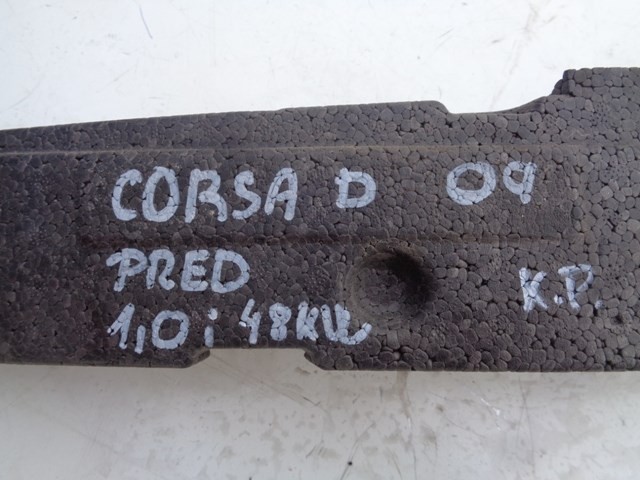 CORSA D 09
PRED K.P.
1,0i 48KW